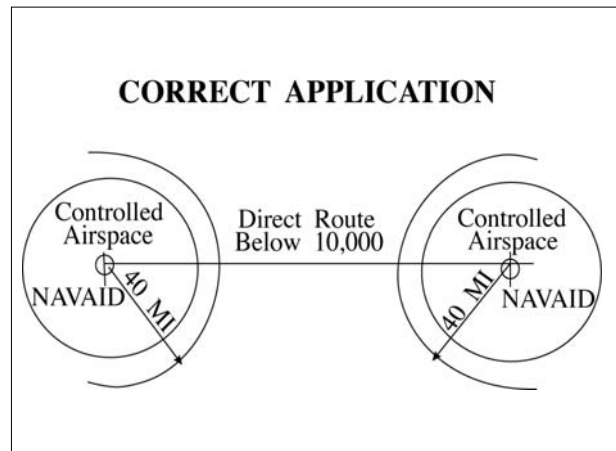 CORRECT APPLICATION
Controlled
Airspace
NAVAID
40 MI
Direct Route
Below 10,000
Controlled
Airspace
NAVAID
40 MI